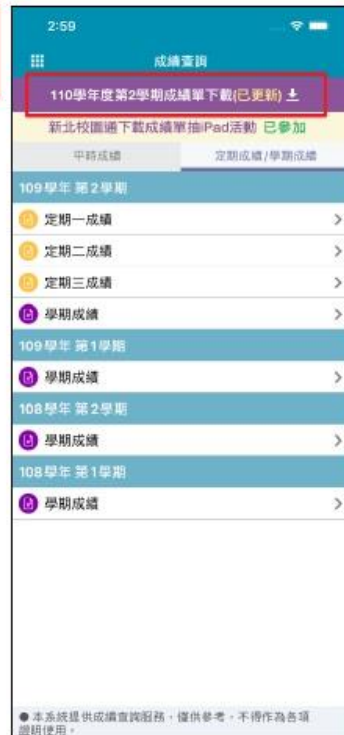 2:59
成績查詢
110學年度第2學期成績單下載(已更新)
新北校園通下載成績單抽iPad活動 已參加
平時成績 定期成績/學期成績
109學年 第2學期
定期一成績
定期二成績
定期三成績
學期成績
109學年 第1學期
學期成績
108學年 第2學期
學期成績
108學年 第1學期
學期成績
●本系統提供成績查詢服務，僅供參考，不得作為各項
證明使用。